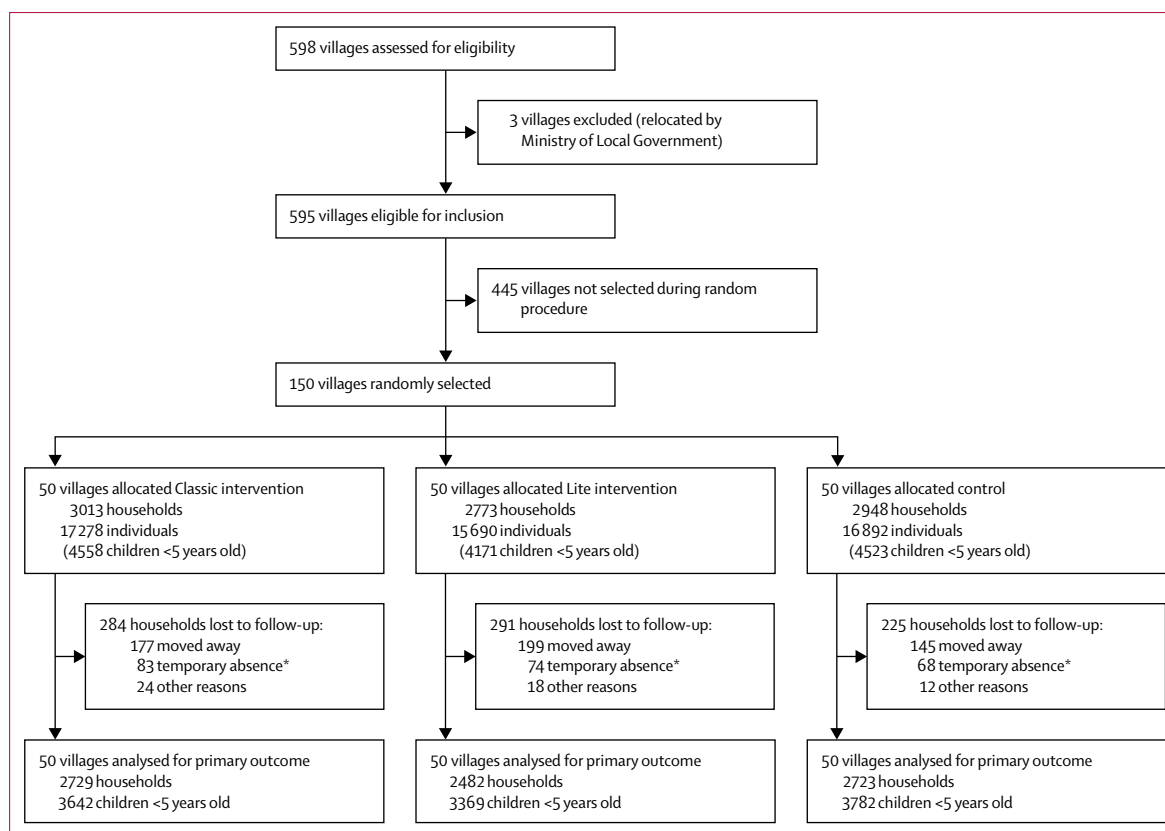 598 villages assessed for eligibility
3 villages excluded (relocated by
Ministry of Local Government)
595 villages eligible for inclusion
445 villages not selected during random
procedure
150 villages randomly selected
50 villages allocated Classic intervention
3013 households
17 278 individuals
(4558 children <5 years old)
50 villages allocated Lite intervention
2773 households
15 690 individuals
(4171 children <5 years old)
50 villages allocated control
2948 households
16 892 individuals
(4523 children <5 years old)
284 households lost to follow-up:
177 moved away
83 temporary absence*
24 other reasons
291 households lost to follow-up:
199 moved away
74 temporary absence*
18 other reasons
225 households lost to follow-up:
145 moved away
68 temporary absence*
12 other reasons
50 villages analysed for primary outcome
2729 households
3642 children <5 years old
50 villages analysed for primary outcome
2482 households
3369 children <5 years old
50 villages analysed for primary outcome
2723 households
3782 children <5 years old